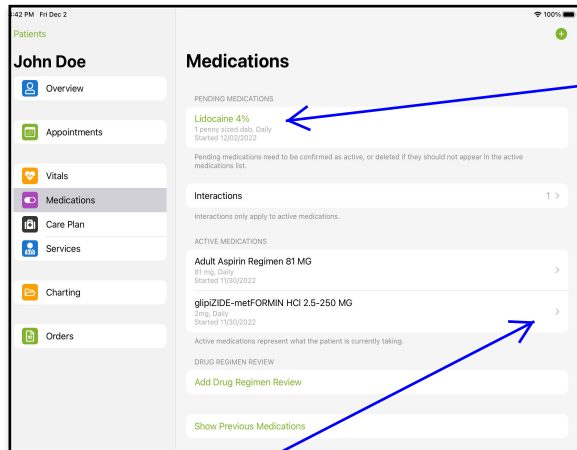 :42 PM Fri Dec 2
100%
Patients
John Doe
Overview
Appointments
Vitals
Medications
Care Plan
Services
Charting
Orders
Medications
PENDING MEDICATIONS
Lidocaine 4%
1 penny sized dab, Daily
Started 12/02/2022
Pending medications need to be confirmed as active, or deleted if they should not appear in the active
medications list.
Interactions 1
Interactions only apply to active medications.
ACTIVE MEDICATIONS
Adult Aspirin Regimen 81 MG
81 mg, Daily
Started 11/30/2022
glipiZIDE-metFORMIN HCl 2.5-250 MG
2mg, Daily
Started 11/30/2022
Active medications represent what the patient is currently taking.
DRUG REGIMEN REVIEW
Add Drug Regimen Review
Show Previous Medications